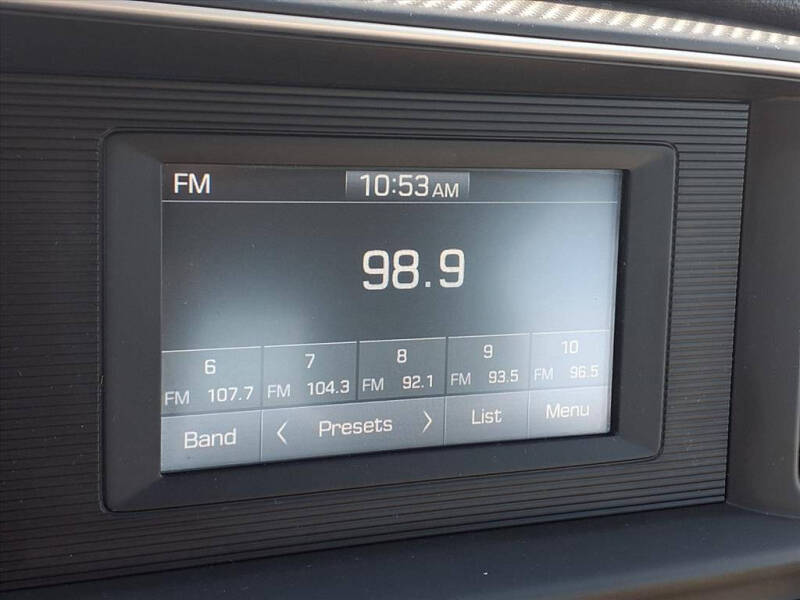 FM 10:53 AM
98.9
6 7 8 9 10
FM 107.7 FM 104.3 FM 92.1 FM 93.5 FM 96.5
Band < Presets > List Menu